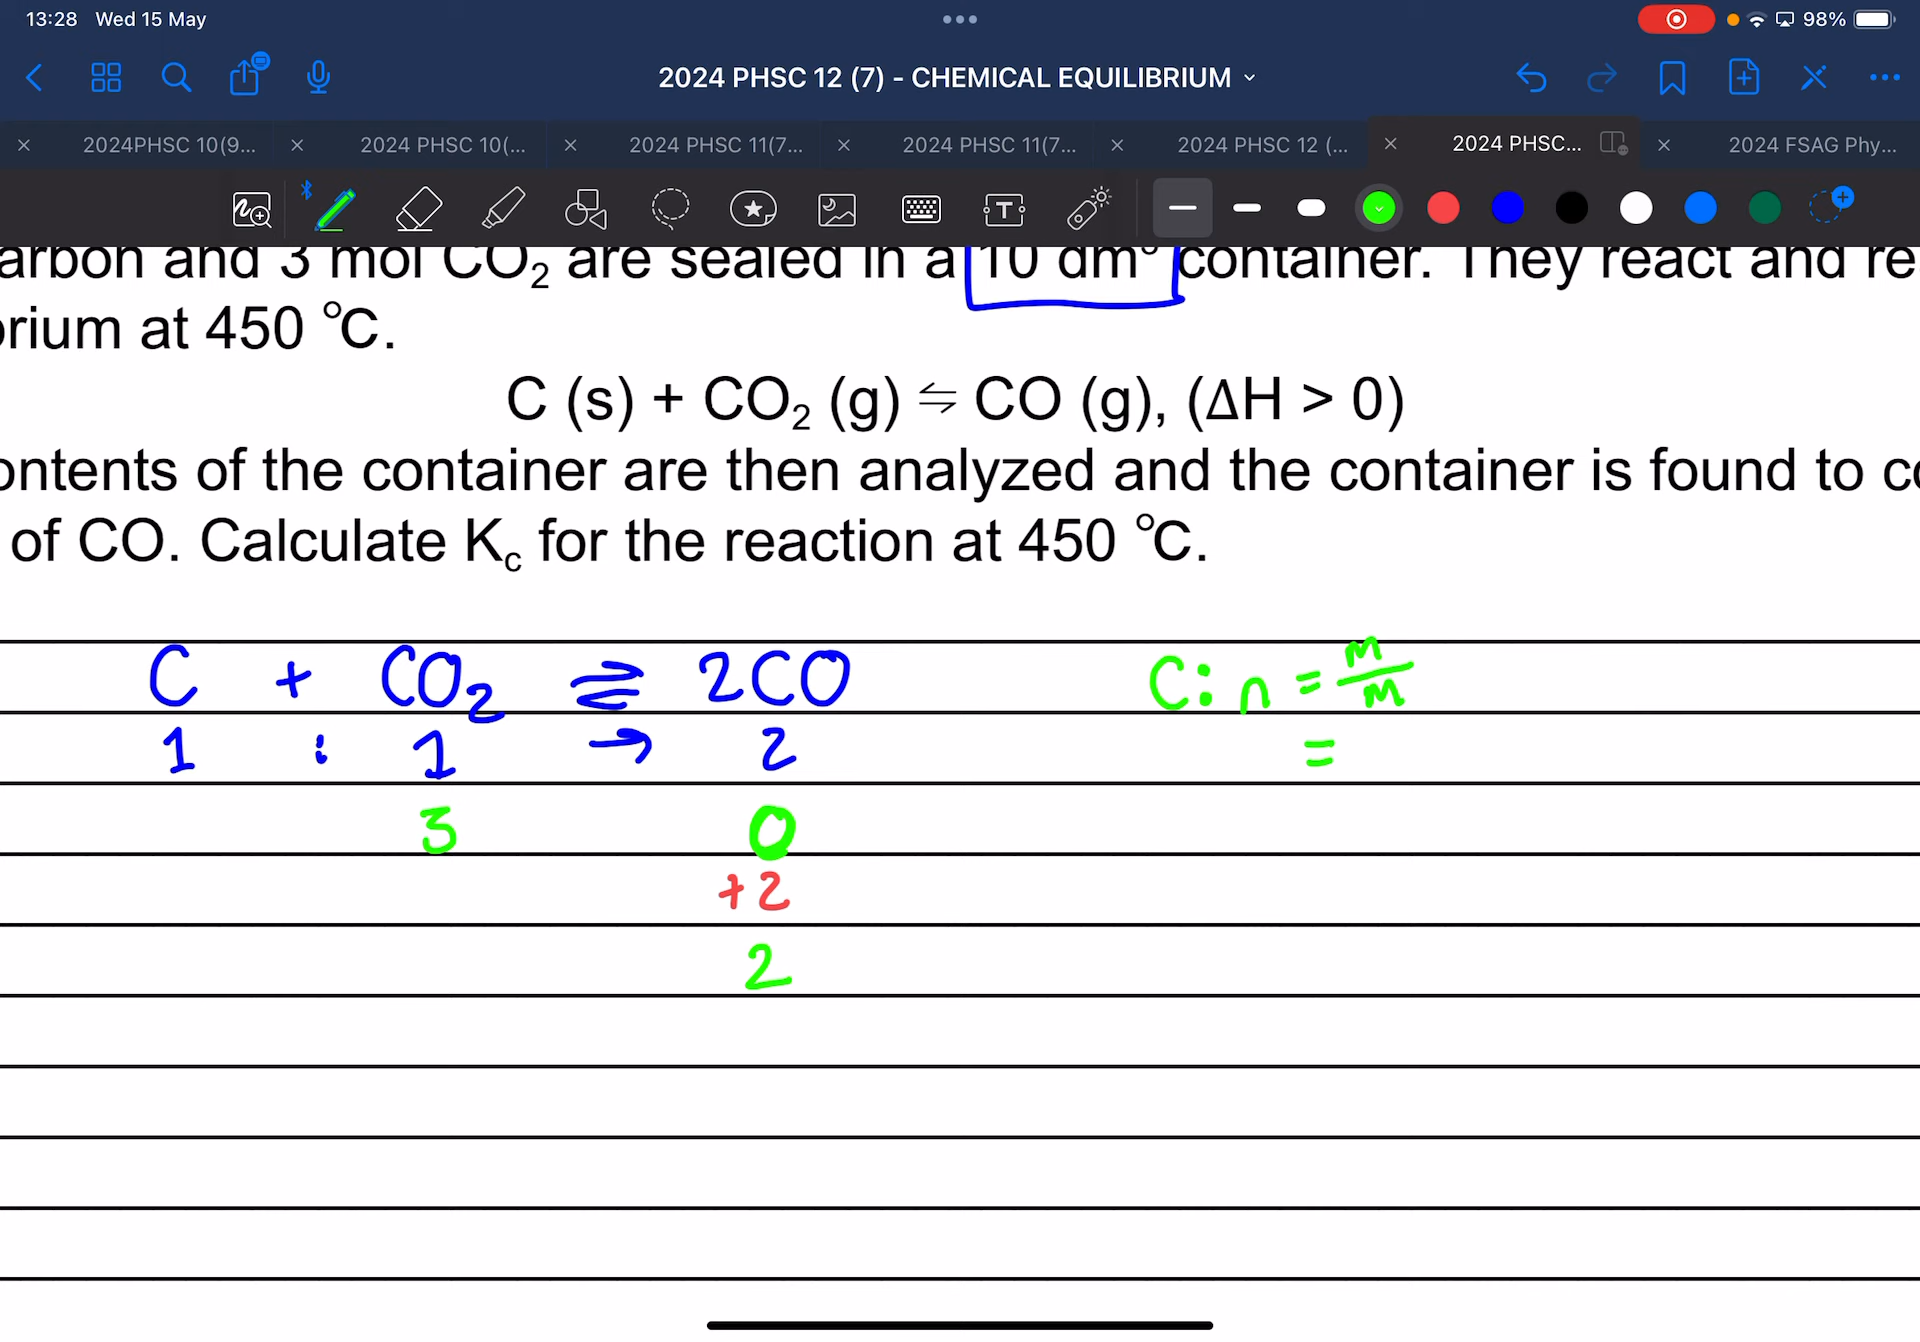 13:28 Wed 15 May
98%
2024 PHSC 12 (7) - CHEMICAL EQUILIBRIUM
2024PHSC 10(9... 2024 PHSC 10(... 2024 PHSC 11(7... 2024 PHSC 11(7... 2024 PHSC 12 (... 2024 PHSC... 2024 FSAG Phy...
arbon and 3 mol CO₂ are sealed in a 10 dm³ container. They react and re
rium at 450 °C.
C (s) + CO₂ (g) ⇋ CO (g), (ΔH > 0)
ontents of the container are then analyzed and the container is found to co
of CO. Calculate K꜀ for the reaction at 450 °C.
C + CO₂ ⇄ 2CO C: n = m/M
1 : 1 → 2 =
3 0
+2
2